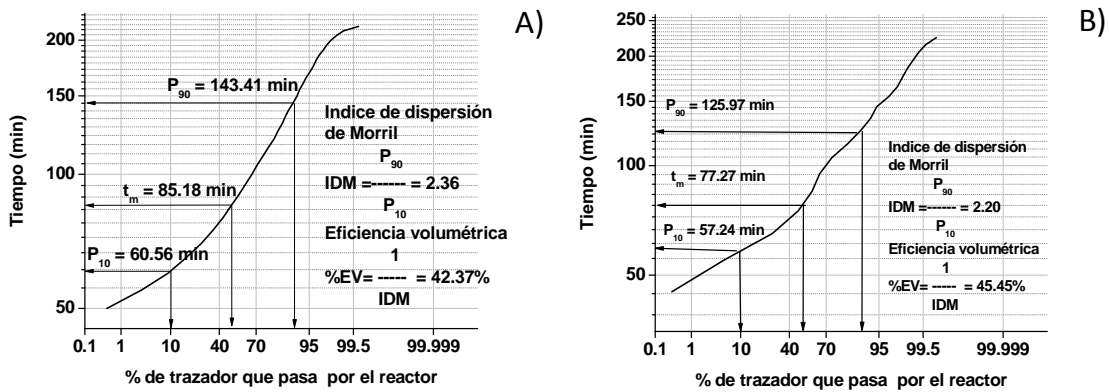 A)
200
150
100
50
Tiempo (min)
P90 = 143.41 min
tm = 85.18 min
P10 = 60.56 min
Indice de dispersión
de Morril
P90
IDM =------ = 2.36
P10
Eficiencia volumétrica
1
%EV= ----- = 42.37%
IDM
0.1 1 10 40 70 95 99.5 99.999
% de trazador que pasa por el reactor
B)
250
200
150
100
50
Tiempo (min)
P90 = 125.97 min
tm = 77.27 min
P10 = 57.24 min
Indice de dispersión
de Morril
P90
IDM =------ = 2.20
P10
Eficiencia volumétrica
1
%EV= ----- = 45.45%
IDM
0.1 1 10 40 70 95 99.5 99.999
% de trazador que pasa por el reactor